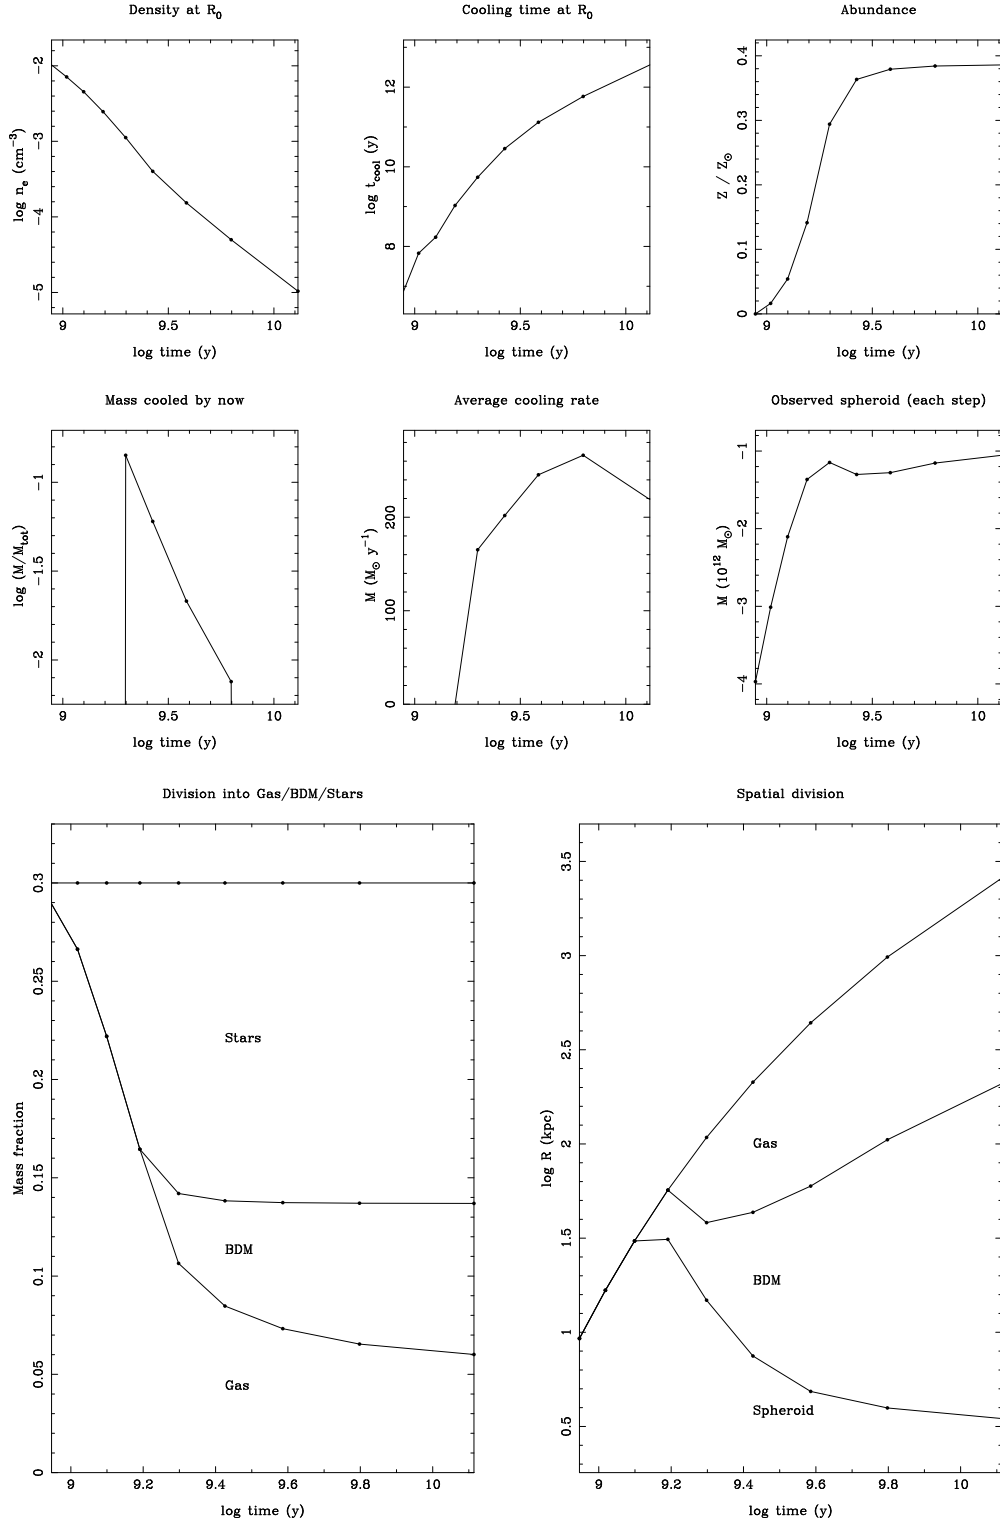 Density at R₀
Cooling time at R₀
Abundance
log nₑ (cm⁻³)
−2
−3
−4
−5
9
9.5
10
log time (y)
log t_cool (y)
12
10
8
9
9.5
10
log time (y)
Z / Z☉
0.4
0.3
0.2
0.1
0
9
9.5
10
log time (y)
Mass cooled by now
Average cooling rate
Observed spheroid (each step)
log (M/M_tot)
−1
−1.5
−2
9
9.5
10
log time (y)
M (M☉ y⁻¹)
200
100
0
9
9.5
10
log time (y)
M (10¹² M☉)
−1
−2
−3
−4
9
9.5
10
log time (y)
Division into Gas/BDM/Stars
Spatial division
Mass fraction
0.3
0.25
0.2
0.15
0.1
0.05
0
Stars
BDM
Gas
9
9.2
9.4
9.6
9.8
10
log time (y)
log R (kpc)
3.5
3
2.5
2
1.5
1
0.5
Gas
BDM
Spheroid
9
9.2
9.4
9.6
9.8
10
log time (y)